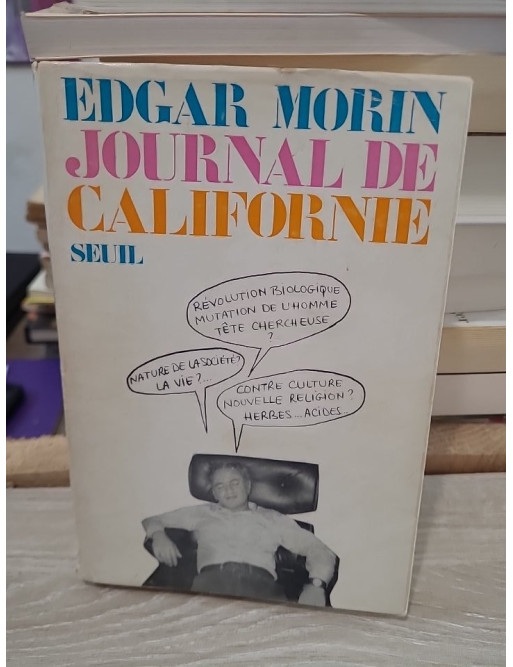 EDGAR MORIN
JOURNAL DE
CALIFORNIE
SEUIL
RÉVOLUTION BIOLOGIQUE
MUTATION DE L'HOMME
TÊTE CHERCHEUSE
?
NATURE DE LA SOCIÉTÉ?
LA VIE?...
CONTRE CULTURE
NOUVELLE RELIGION?
HERBES... ACIDES...